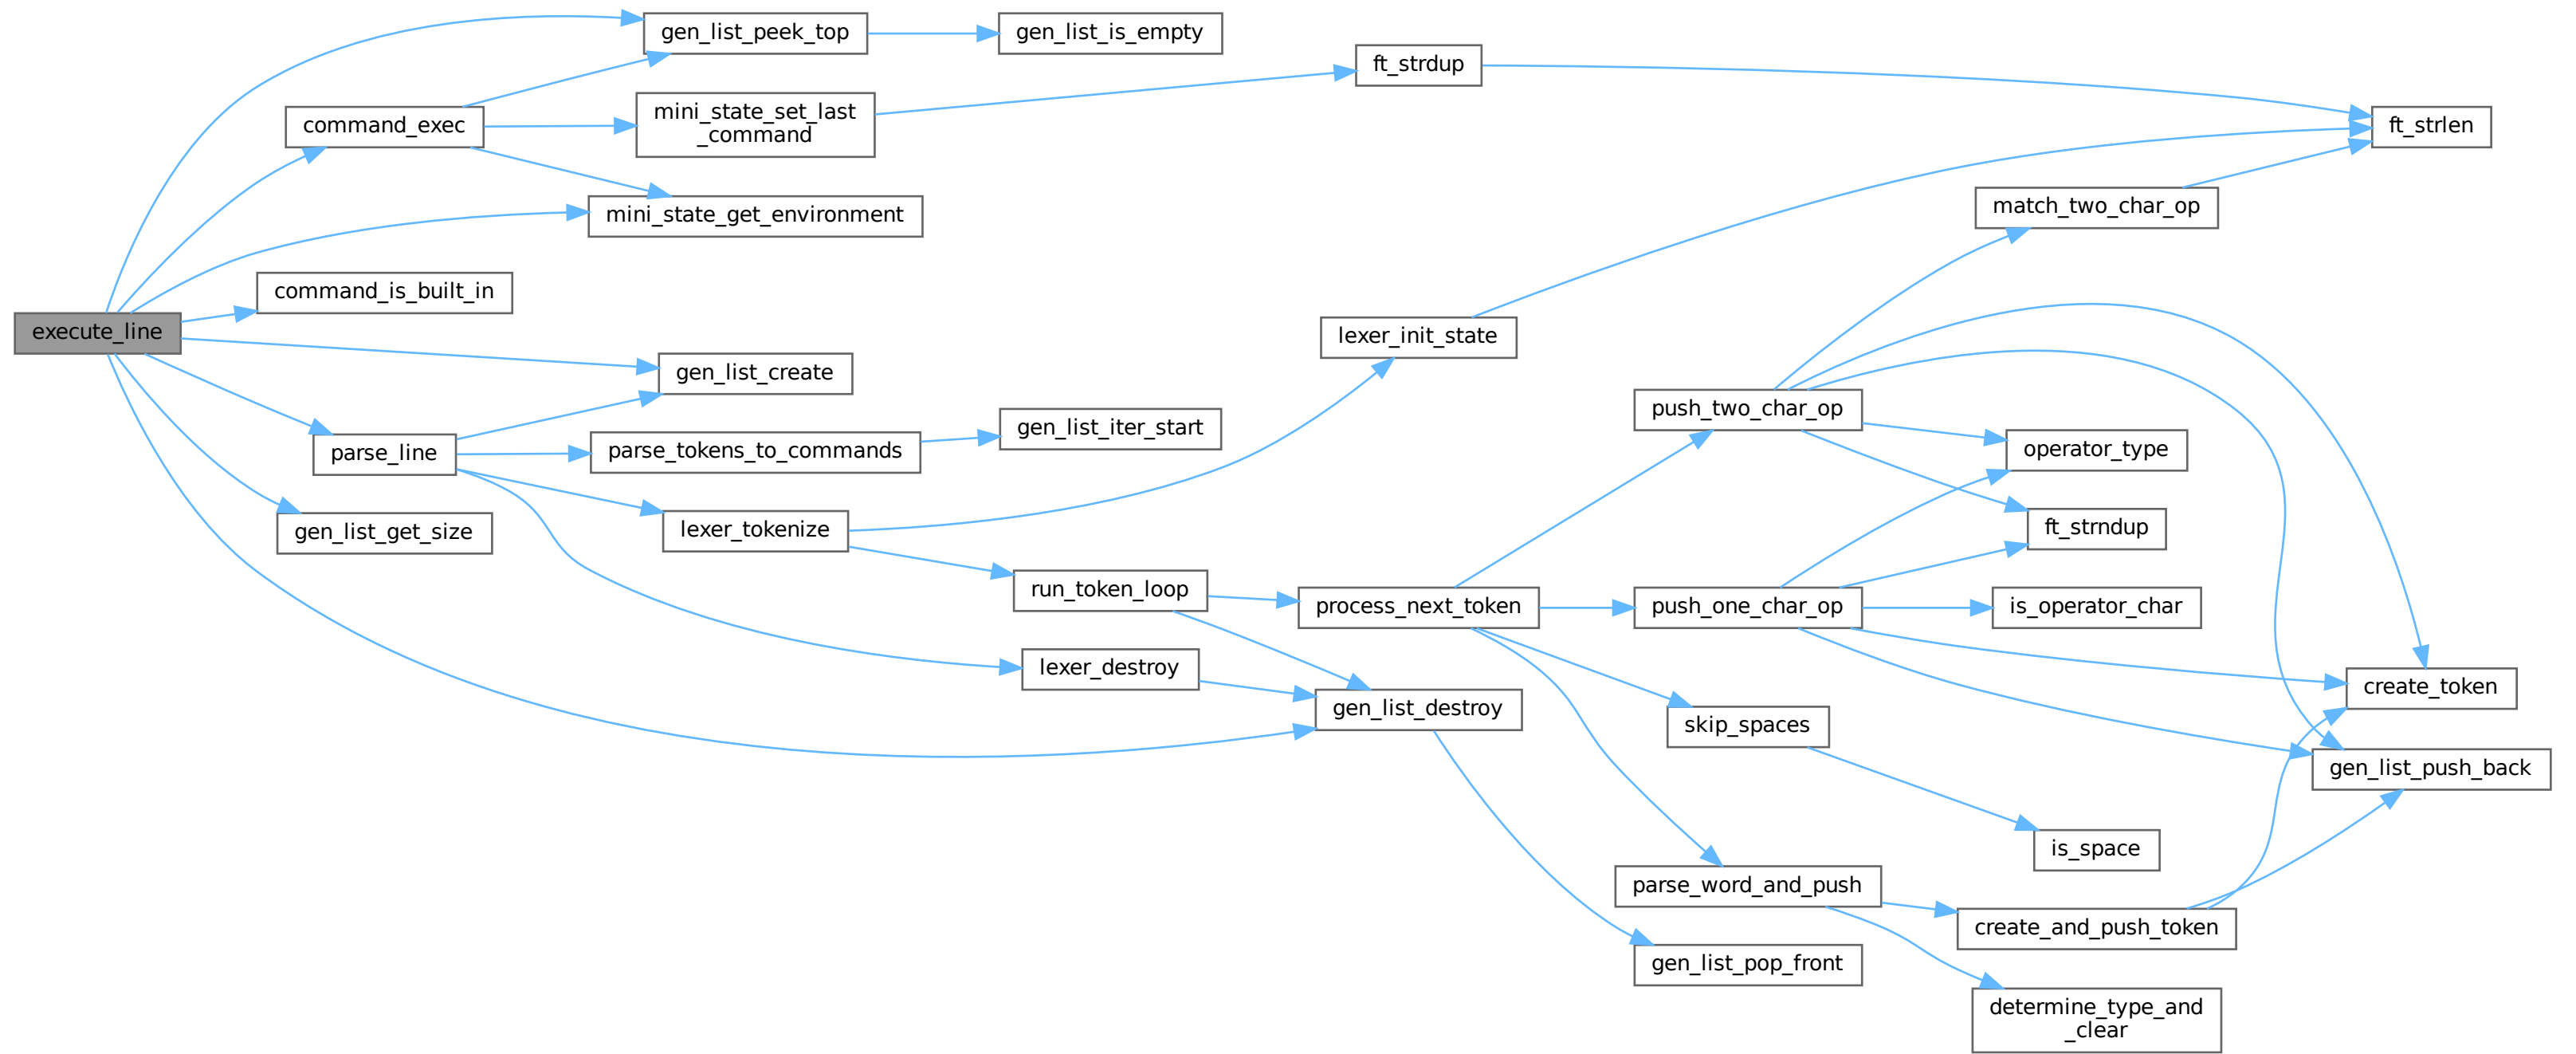 gen_list_peek_top
gen_list_is_empty
ft_strdup
command_exec
mini_state_set_last
_command
ft_strlen
match_two_char_op
mini_state_get_environment
command_is_built_in
execute_line
lexer_init_state
gen_list_create
push_two_char_op
gen_list_iter_start
operator_type
parse_line
parse_tokens_to_commands
gen_list_get_size
lexer_tokenize
ft_strndup
run_token_loop
process_next_token
push_one_char_op
is_operator_char
lexer_destroy
create_token
gen_list_destroy
skip_spaces
gen_list_push_back
is_space
parse_word_and_push
create_and_push_token
gen_list_pop_front
determine_type_and
_clear